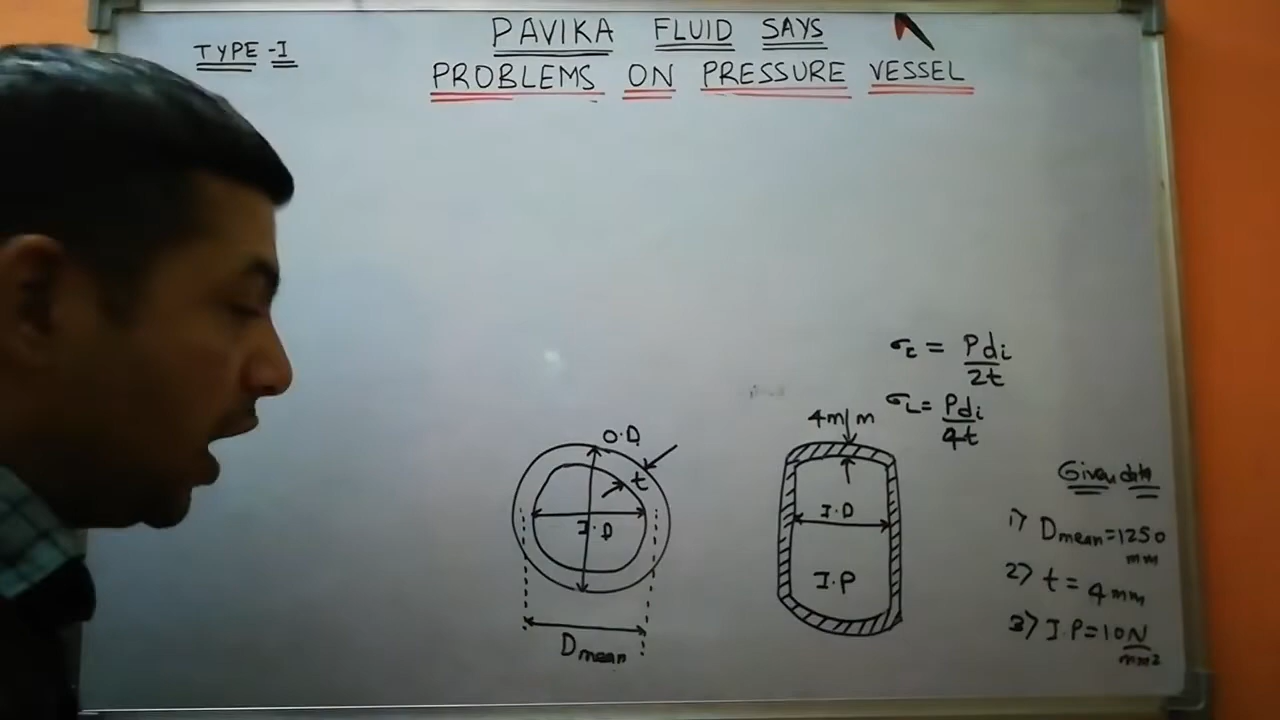 TYPE-I
PAVIKA FLUID SAYS
PROBLEMS ON PRESSURE VESSEL
σc = Pdi
2t
σL = Pdi
4t
4m m
O.D
t
I.D
Dmean
I.D
I.P
Given data
1) Dmean=1250
mm
2) t = 4mm
3) I.P=10N
mm2